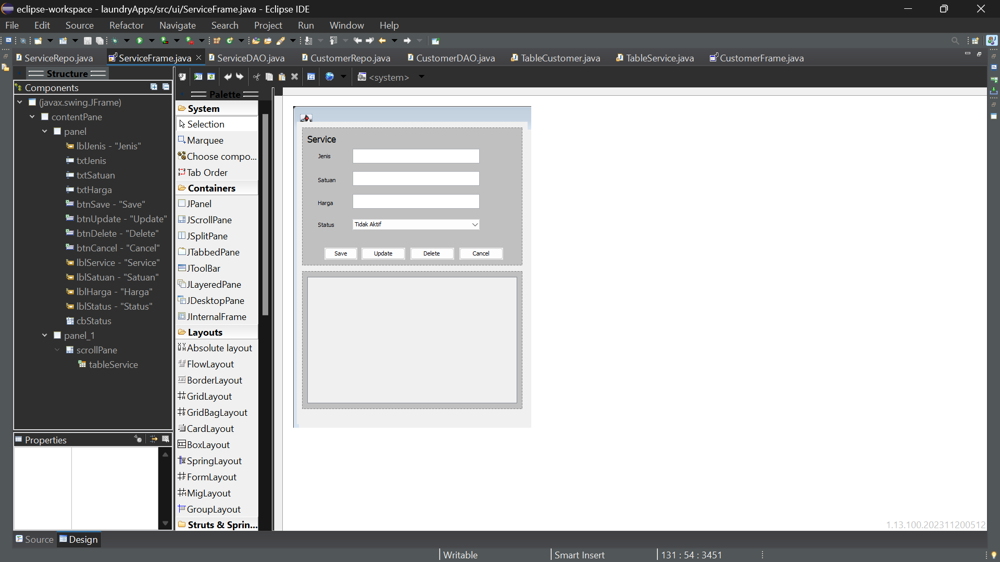 eclipse-workspace - laundryApps/src/ui/ServiceFrame.java - Eclipse IDE
File Edit Source Refactor Navigate Search Project Run Window Help
ServiceRepo.java ServiceFrame.java ServiceDAO.java CustomerRepo.java CustomerDAO.java TableCustomer.java TableService.java CustomerFrame.java
Structure
<system>
Components
(javax.swing.JFrame)
contentPane
panel
lblJenis - "Jenis"
txtJenis
txtSatuan
txtHarga
btnSave - "Save"
btnUpdate - "Update"
btnDelete - "Delete"
btnCancel - "Cancel"
lblService - "Service"
lblSatuan - "Satuan"
lblHarga - "Harga"
lblStatus - "Status"
cbStatus
panel_1
scrollPane
tableService
Properties
Palette
System
Selection
Marquee
Choose compo...
Tab Order
Containers
JPanel
JScrollPane
JSplitPane
JTabbedPane
JToolBar
JLayeredPane
JDesktopPane
JInternalFrame
Layouts
Absolute layout
FlowLayout
BorderLayout
GridLayout
GridBagLayout
CardLayout
BoxLayout
SpringLayout
FormLayout
MigLayout
GroupLayout
Struts & Sprin...
Service
Jenis
Satuan
Harga
Status Tidak Aktif
Save Update Delete Cancel
1.13.100.202311200512
Source Design
Writable Smart Insert 131 : 54 : 3451